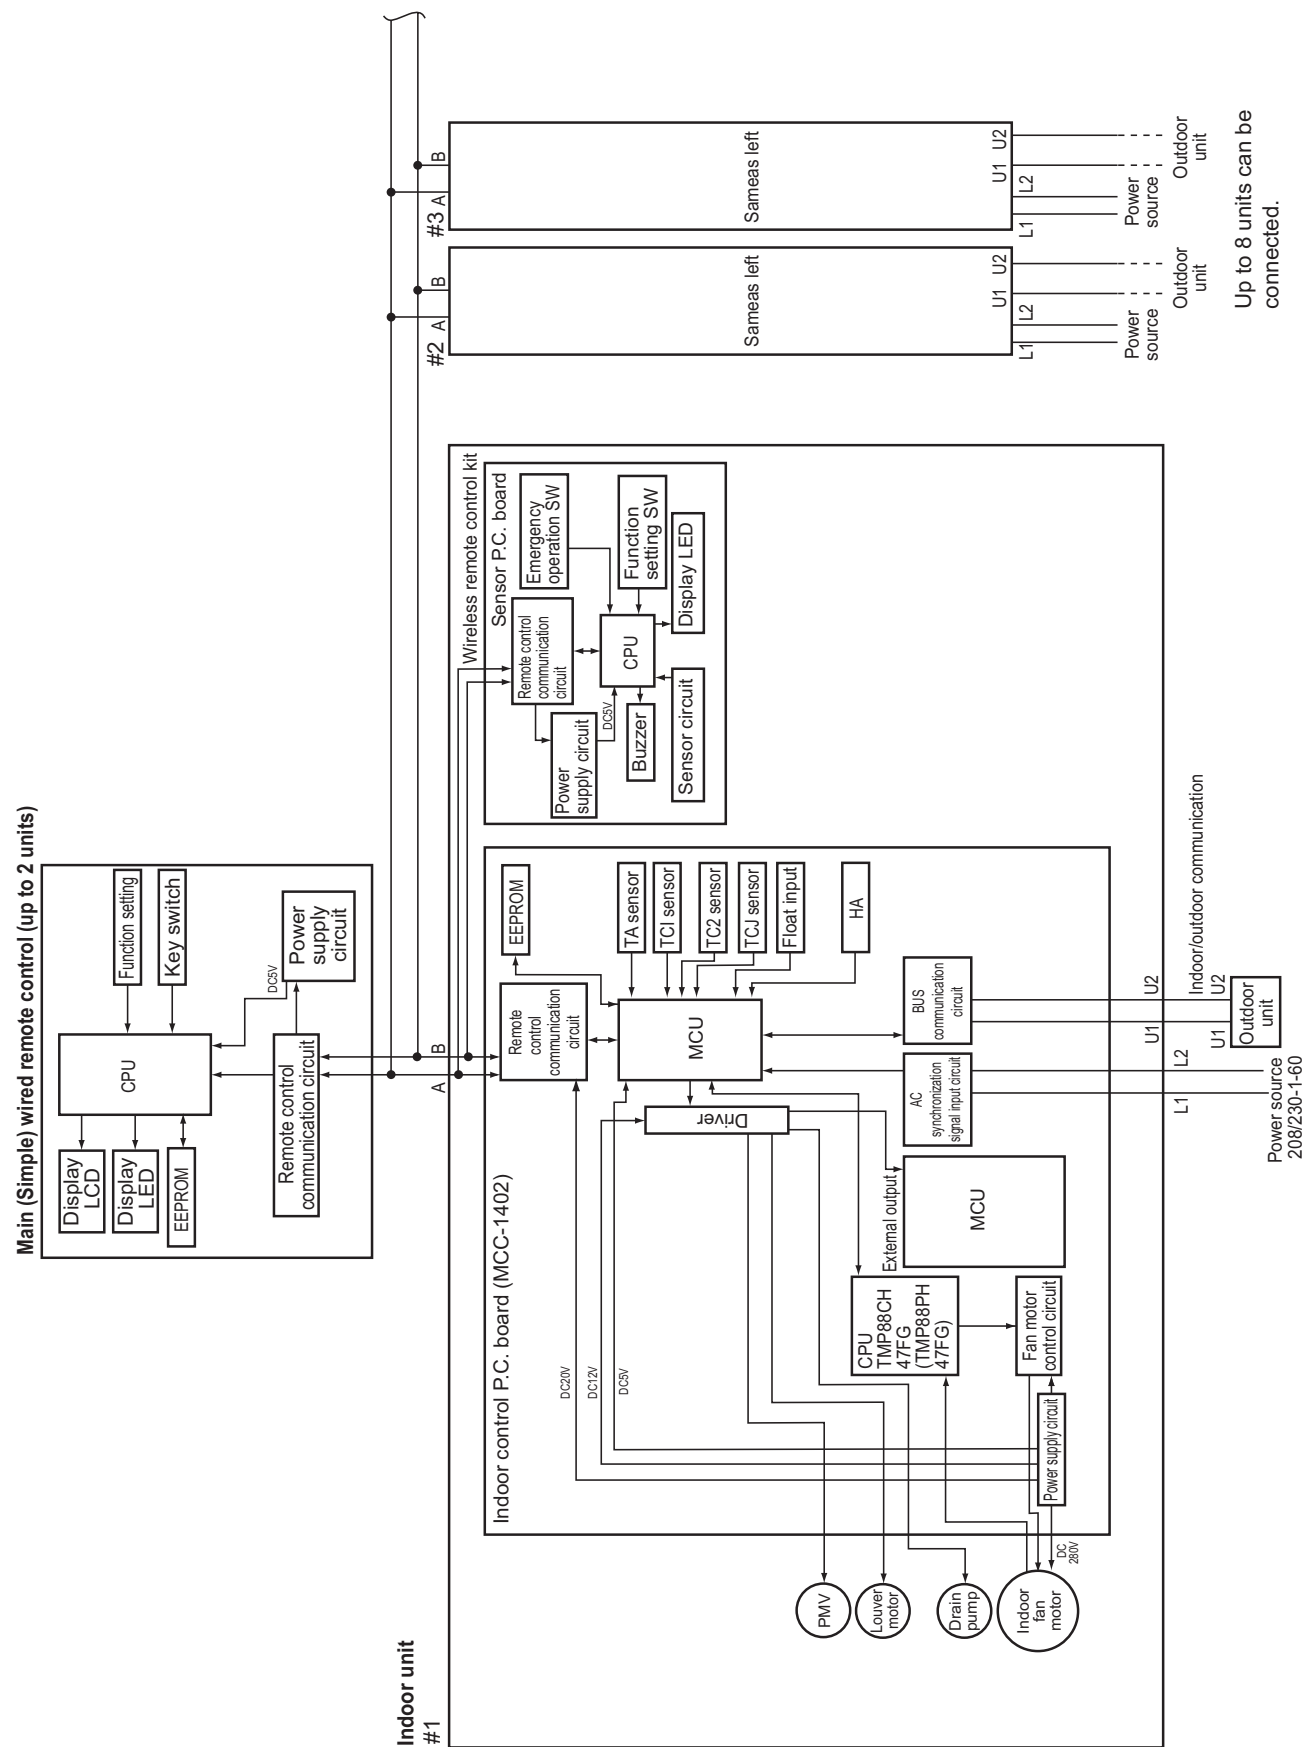 Main (Simple) wired remote control (up to 2 units)
Display
LCD
Display
LED
EEPROM
CPU
Function setting
Key switch
DC5V
Power
supply
circuit
Remote control
communication circuit
Indoor unit
#1
A
B
Indoor control P.C. board (MCC-1402)
DC20V
DC12V
DC5V
Remote
control
communication
circuit
EEPROM
MCU
Driver
TA sensor
TCI sensor
TC2 sensor
TCJ sensor
Float input
HA
PMV
Louver
motor
Drain
pump
Indoor
fan
motor
DC
280V
CPU
TMP88CH
47FG
(TMP88PH
47FG)
Fan motor
control circuit
Power supply circuit
External output
MCU
AC
synchronization
signal input circuit
BUS
communication
circuit
L1
L2
U1
U2
Indoor/outdoor communication
U1
U2
Outdoor
unit
Power source
208/230-1-60
Wireless remote control kit
Sensor P.C. board
Remote control
communication
circuit
Emergency
operation SW
Power
supply circuit
DC5V
CPU
Function
setting SW
Buzzer
Display LED
Sensor circuit
#2
A
B
Sameas left
L1
L2
U1
U2
Power
source
Outdoor
unit
#3
A
B
Sameas left
L1
L2
U1
U2
Power
source
Outdoor
unit
Up to 8 units can be
connected.